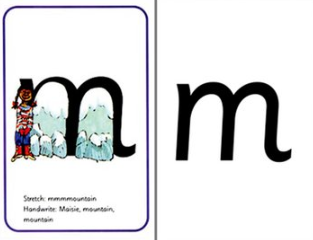 m m
Stretch: mmmmountain
Handwrite: Maisie, mountain,
mountain